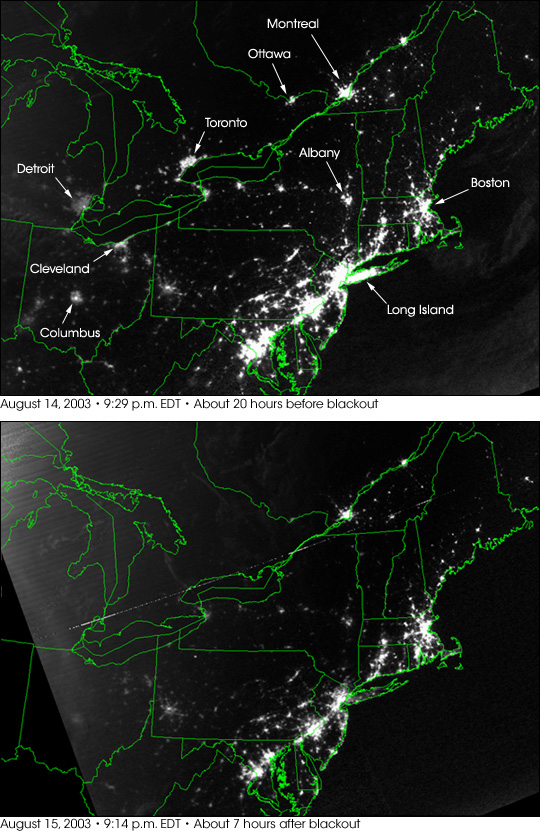 Montreal
Ottawa
Toronto
Albany
Detroit
Boston
Cleveland
Long Island
Columbus
August 14, 2003 • 9:29 p.m. EDT • About 20 hours before blackout
August 15, 2003 • 9:14 p.m. EDT • About 7 hours after blackout